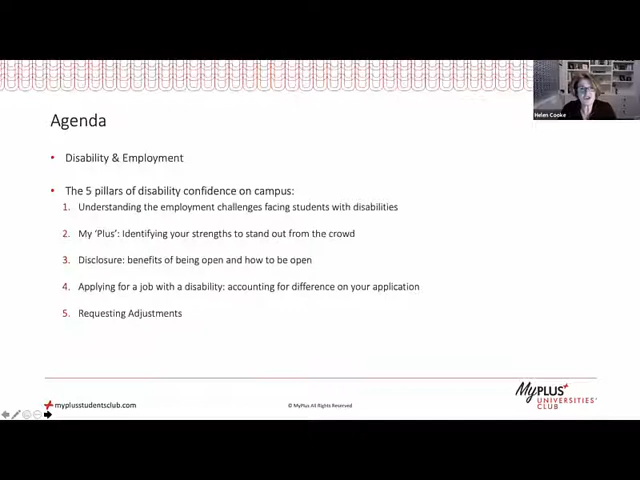 Helen Cooke
Agenda
• Disability & Employment
• The 5 pillars of disability confidence on campus:
1. Understanding the employment challenges facing students with disabilities
2. My ‘Plus’: Identifying your strengths to stand out from the crowd
3. Disclosure: benefits of being open and how to be open
4. Applying for a job with a disability: accounting for difference on your application
5. Requesting Adjustments
myplusstudentsclub.com
© MyPlus All Rights Reserved
MyPLUS+
UNIVERSITIES'
CLUB